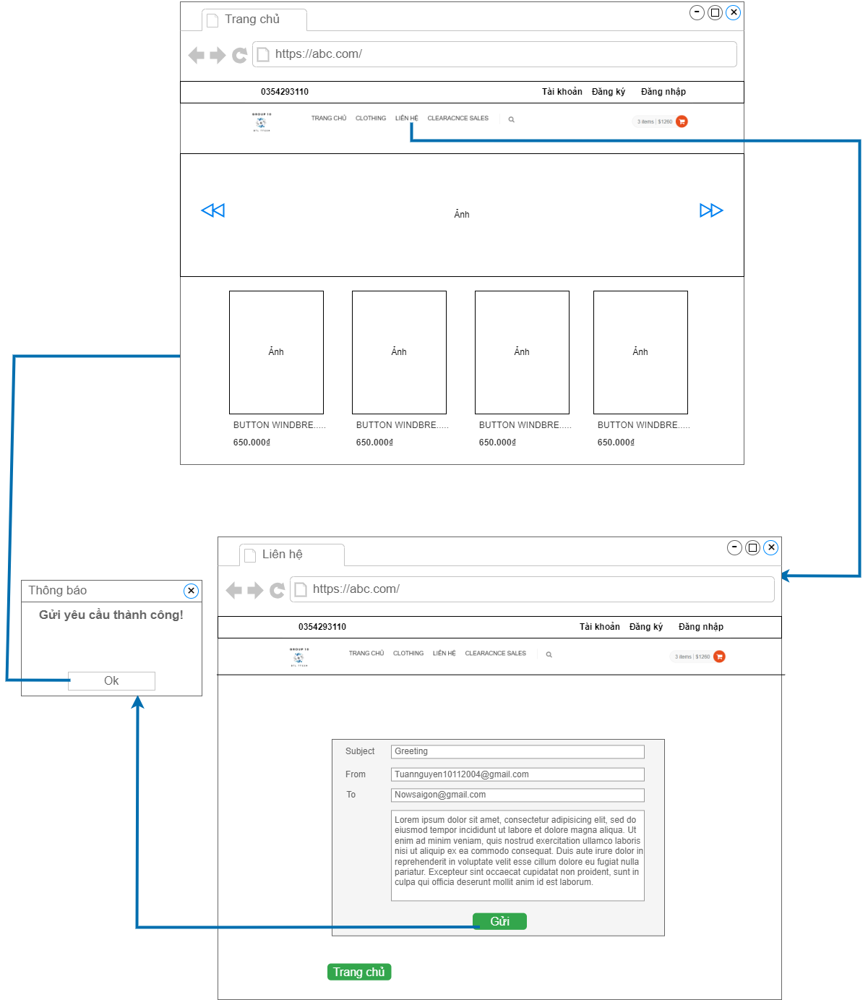 Trang chủ
https://abc.com/
0354293110
Tài khoản Đăng ký Đăng nhập
GROUP 10
BTL TTCSN
TRANG CHỦ CLOTHING LIÊN HỆ CLEARACNCE SALES
3 items | $1260
Ảnh
Ảnh Ảnh Ảnh Ảnh
BUTTON WINDBRE..... BUTTON WINDBRE..... BUTTON WINDBRE..... BUTTON WINDBRE.....
650.000₫ 650.000₫ 650.000₫ 650.000₫
Thông báo
Gửi yêu cầu thành công!
Ok
Liên hệ
https://abc.com/
0354293110
Tài khoản Đăng ký Đăng nhập
GROUP 10
BTL TTCSN
TRANG CHỦ CLOTHING LIÊN HỆ CLEARACNCE SALES
3 items | $1260
Subject Greeting
From Tuannguyen10112004@gmail.com
To Nowsaigon@gmail.com
Lorem ipsum dolor sit amet, consectetur adipisicing elit, sed do
eiusmod tempor incididunt ut labore et dolore magna aliqua. Ut
enim ad minim veniam, quis nostrud exercitation ullamco laboris
nisi ut aliquip ex ea commodo consequat. Duis aute irure dolor in
reprehenderit in voluptate velit esse cillum dolore eu fugiat nulla
pariatur. Excepteur sint occaecat cupidatat non proident, sunt in
culpa qui officia deserunt mollit anim id est laborum.
Gửi
Trang chủ